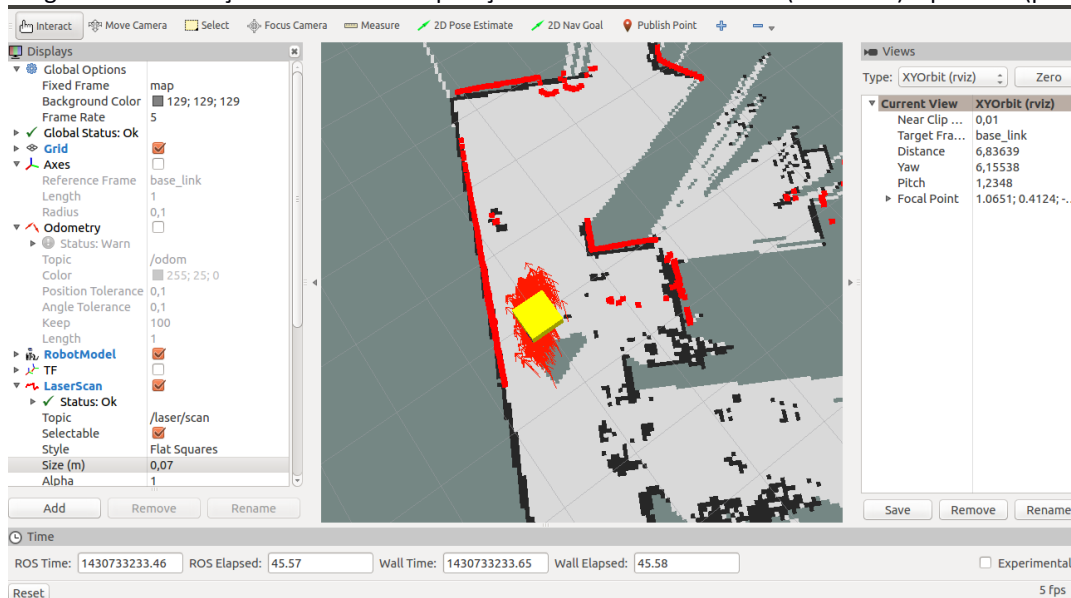 Interact Move Camera Select Focus Camera Measure 2D Pose Estimate 2D Nav Goal Publish Point
Displays
Global Options
Fixed Frame map
Background Color 129; 129; 129
Frame Rate 5
Global Status: Ok
Grid
Axes
Reference Frame base_link
Length 1
Radius 0,1
Odometry
Status: Warn
Topic /odom
Color 255; 25; 0
Position Tolerance 0,1
Angle Tolerance 0,1
Keep 100
Length 1
RobotModel
TF
LaserScan
Status: Ok
Topic /laser/scan
Selectable
Style Flat Squares
Size (m) 0,07
Alpha 1
Add Remove Rename
Views
Type: XYOrbit (rviz) Zero
Current View XYOrbit (rviz)
Near Clip ... 0,01
Target Fra... base_link
Distance 6,83639
Yaw 6,15538
Pitch 1,2348
Focal Point 1.0651; 0.4124; -...
Save Remove Rename
Time
ROS Time: 1430733233.46 ROS Elapsed: 45.57 Wall Time: 1430733233.65 Wall Elapsed: 45.58 Experimental
Reset 5 fps